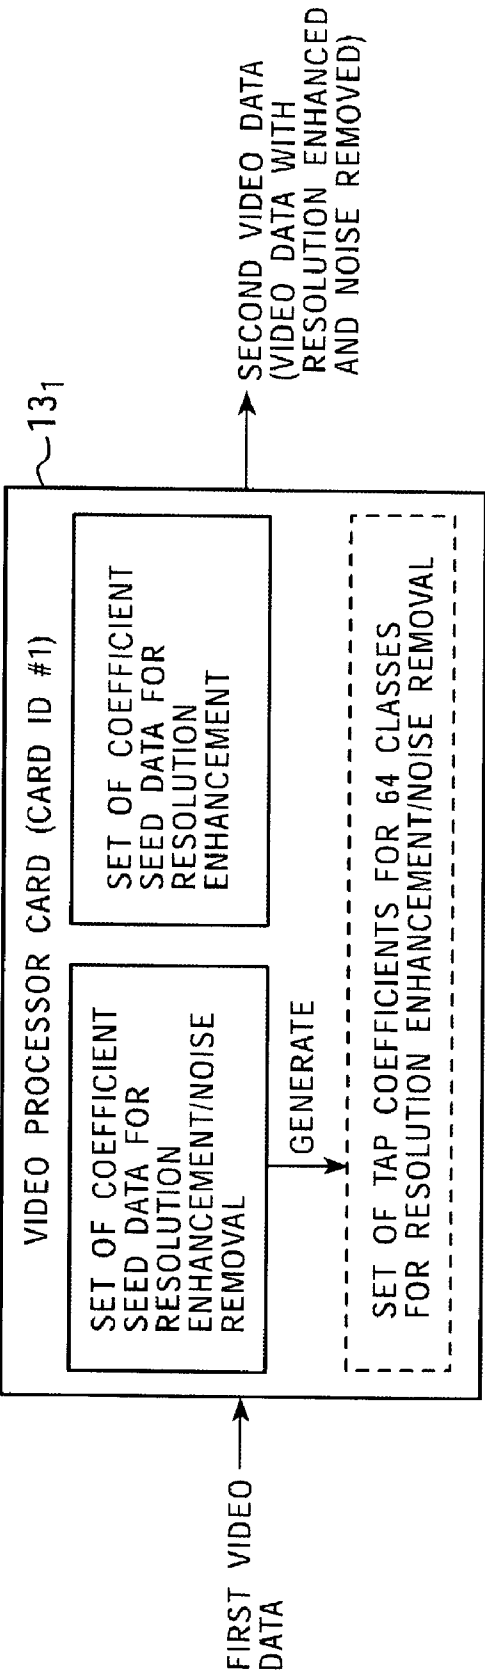 FIRST VIDEO
DATA
VIDEO PROCESSOR CARD (CARD ID #1)
13₁
SET OF COEFFICIENT
SEED DATA FOR
RESOLUTION
ENHANCEMENT/NOISE
REMOVAL
SET OF COEFFICIENT
SEED DATA FOR
RESOLUTION
ENHANCEMENT
GENERATE
SET OF TAP COEFFICIENTS FOR 64 CLASSES
FOR RESOLUTION ENHANCEMENT/NOISE REMOVAL
SECOND VIDEO DATA
(VIDEO DATA WITH
RESOLUTION ENHANCED
AND NOISE REMOVED)